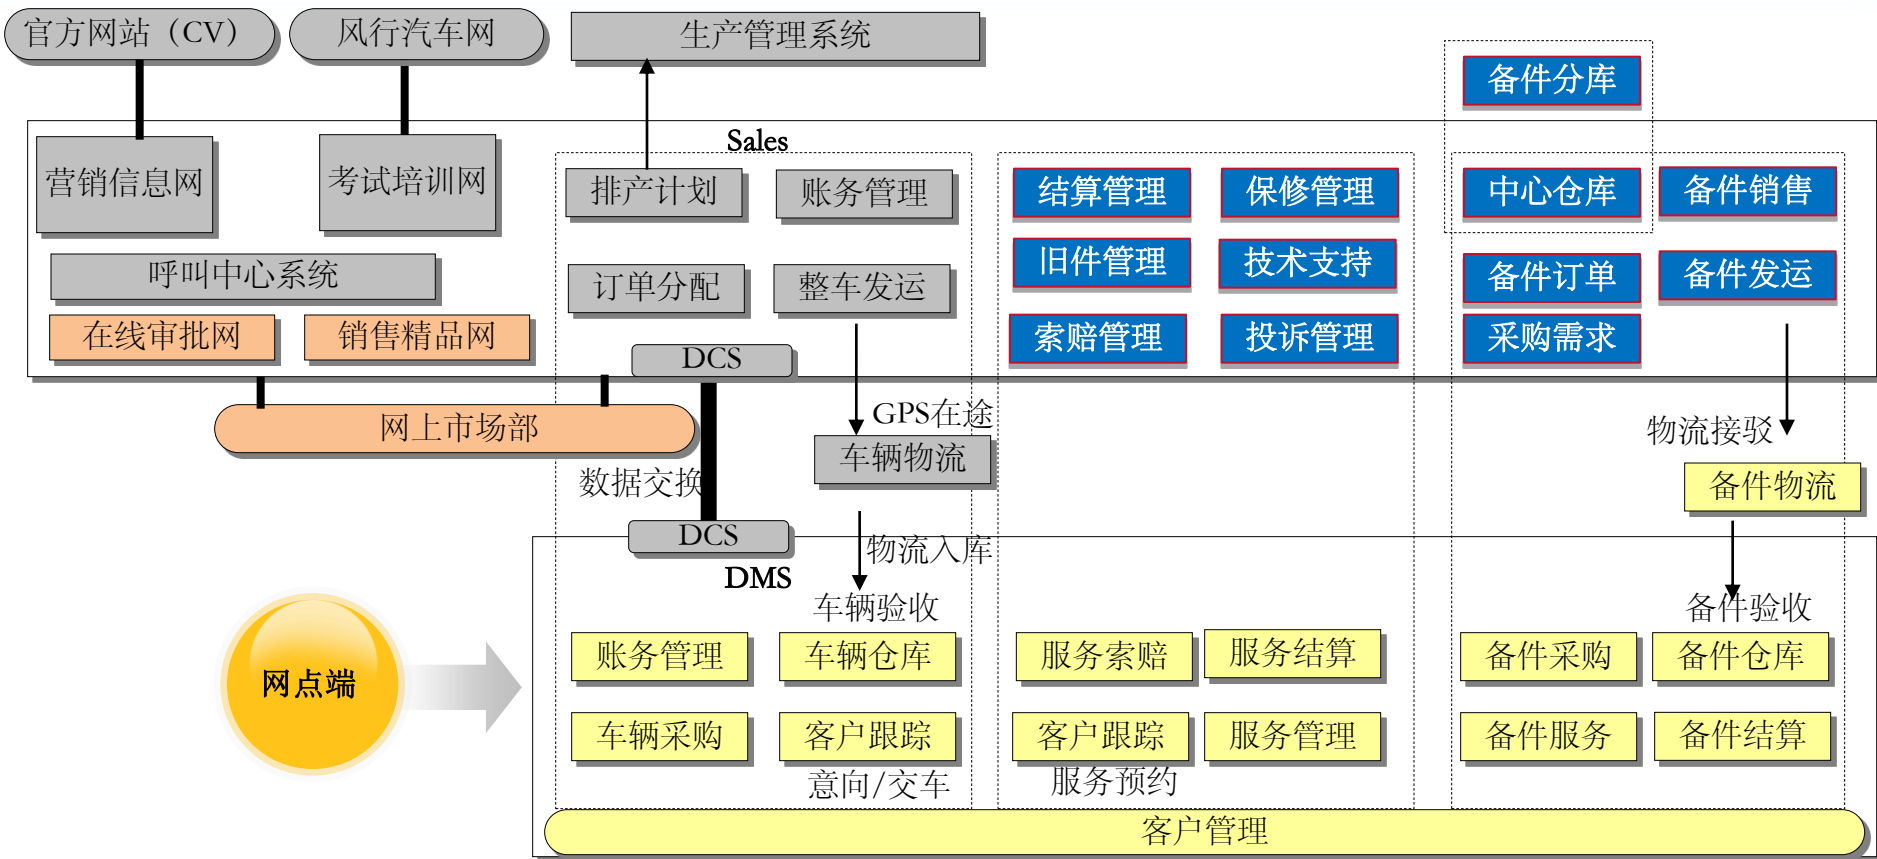 官方网站（CV）
风行汽车网
生产管理系统
备件分库
Sales
营销信息网
考试培训网
排产计划
账务管理
结算管理
保修管理
中心仓库
备件销售
呼叫中心系统
订单分配
整车发运
旧件管理
技术支持
备件订单
备件发运
在线审批网
销售精品网
索赔管理
投诉管理
采购需求
DCS
网上市场部
GPS在途
物流接驳
车辆物流
数据交换
备件物流
DCS
物流入库
DMS
车辆验收
备件验收
网点端
账务管理
车辆仓库
服务索赔
服务结算
备件采购
备件仓库
车辆采购
客户跟踪
客户跟踪
服务管理
备件服务
备件结算
意向/交车
服务预约
客户管理